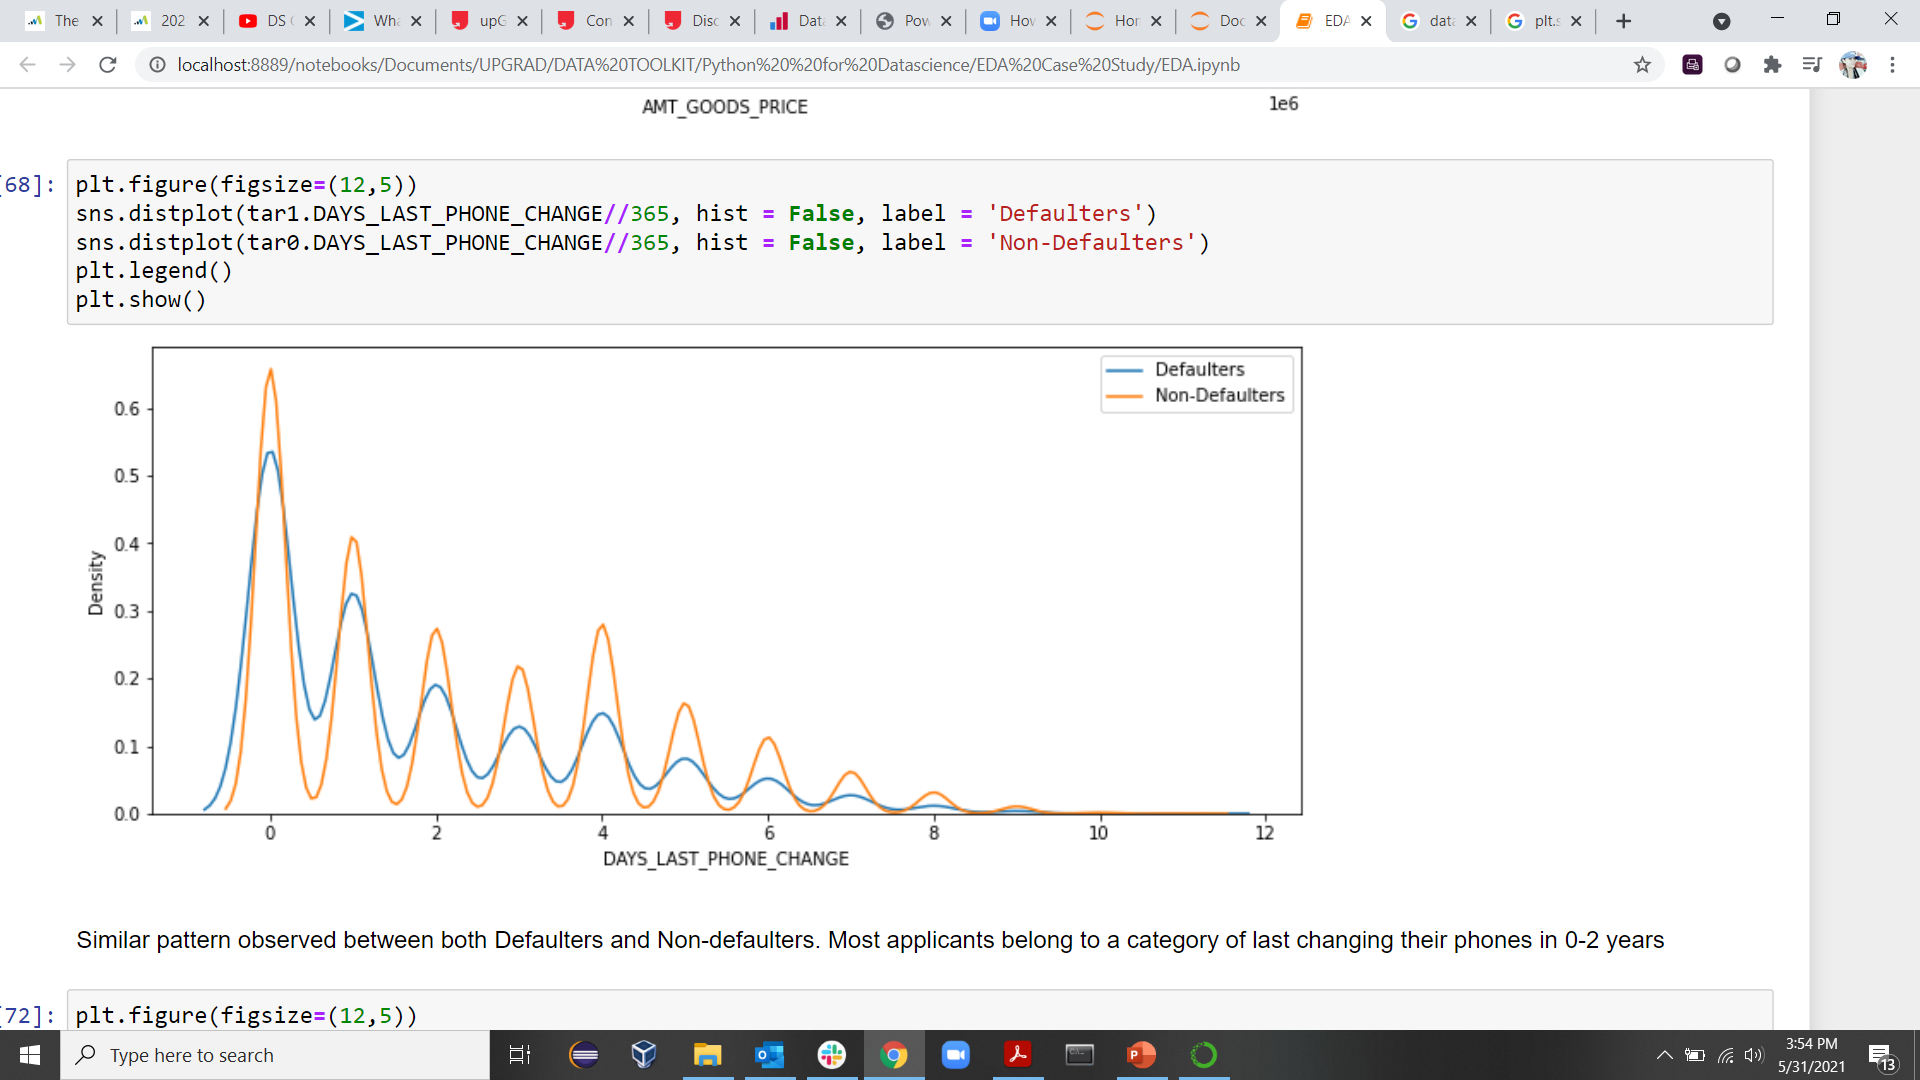 The
202
DS (
Wha
upG
Con
Disc
Data
Pow
How
Hor
Doc
EDA
data
plt.s
localhost:8889/notebooks/Documents/UPGRAD/DATA%20TOOLKIT/Python%20%20for%20Datascience/EDA%20Case%20Study/EDA.ipynb
AMT_GOODS_PRICE
1e6
[68]:
plt.figure(figsize=(12,5))
sns.distplot(tar1.DAYS_LAST_PHONE_CHANGE//365, hist = False, label = 'Defaulters')
sns.distplot(tar0.DAYS_LAST_PHONE_CHANGE//365, hist = False, label = 'Non-Defaulters')
plt.legend()
plt.show()
Defaulters
Non-Defaulters
0.6
0.5
0.4
0.3
0.2
0.1
0.0
Density
0 2 4 6 8 10 12
DAYS_LAST_PHONE_CHANGE
Similar pattern observed between both Defaulters and Non-defaulters. Most applicants belong to a category of last changing their phones in 0-2 years
[72]:
plt.figure(figsize=(12,5))
Type here to search
3:54 PM
5/31/2021
13